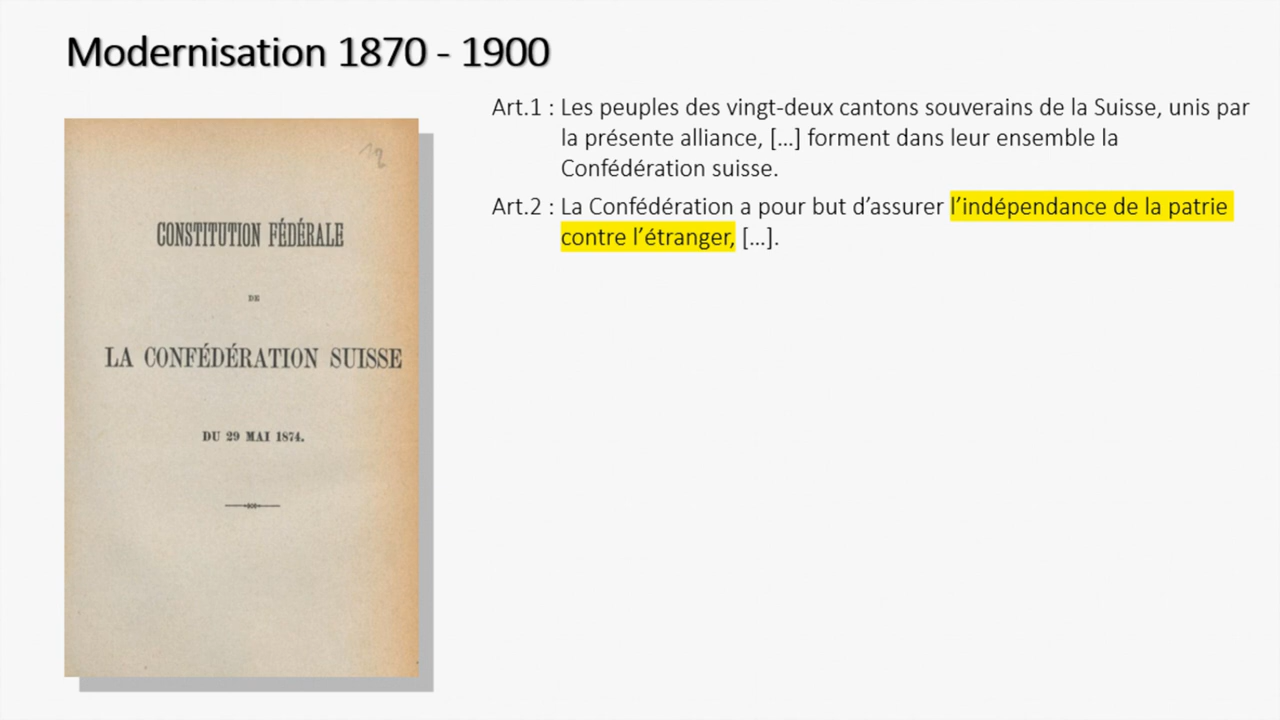 Modernisation 1870 - 1900
Art.1 : Les peuples des vingt-deux cantons souverains de la Suisse, unis par
la présente alliance, [...] forment dans leur ensemble la
Confédération suisse.
Art.2 : La Confédération a pour but d’assurer l’indépendance de la patrie
contre l’étranger, [...].
CONSTITUTION FÉDÉRALE
DE
LA CONFÉDÉRATION SUISSE
DU 29 MAI 1874.